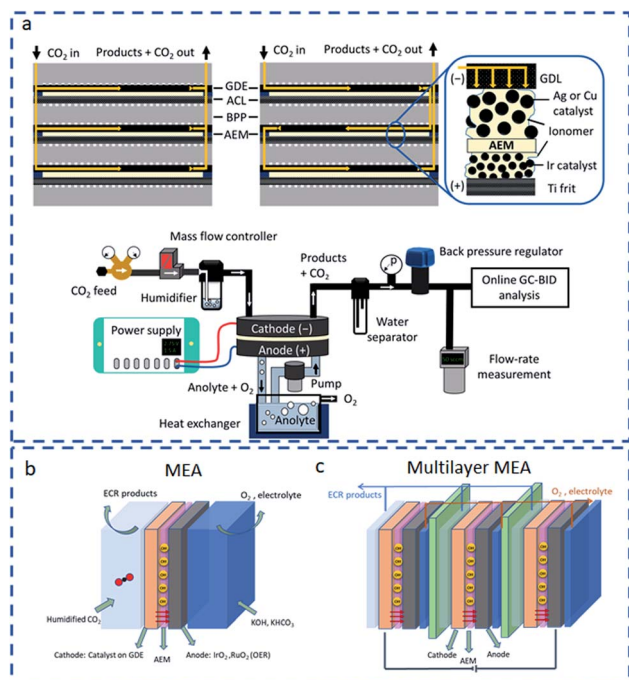 a
CO₂ in Products + CO₂ out
CO₂ in Products + CO₂ out
GDE
ACL
BPP
AEM
(−)
GDL
Ag or Cu
catalyst
Ionomer
AEM
Ir catalyst
(+)
Ti frit
Mass flow controller
CO₂ feed
Humidifier
Products
+ CO₂
P
Back pressure regulator
Online GC-BID
analysis
Water
separator
Flow-rate
measurement
Power supply
Cathode (−)
Anode (+)
Anolyte + O₂
Pump
O₂
Anolyte
Heat exchanger
b
MEA
ECR products
O₂ , electrolyte
Humidified CO₂
KOH, KHCO₃
Cathode: Catalyst on GDE
AEM
Anode: IrO₂ ,RuO₂ (OER)
c
Multilayer MEA
ECR products
O₂ , electrolyte
Cathode
AEM
Anode